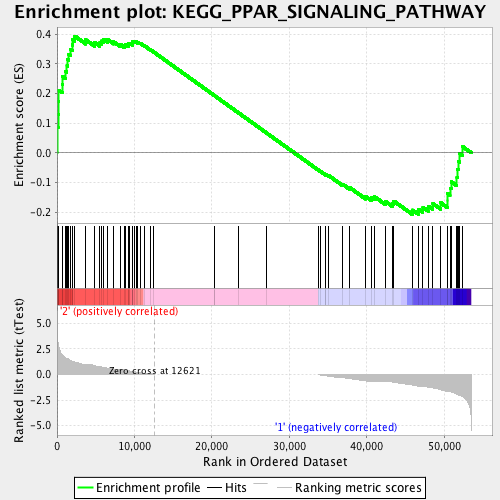 Enrichment plot: KEGG_PPAR_SIGNALING_PATHWAY
Enrichment score (ES)
0.4
0.3
0.2
0.1
0.0
-0.1
-0.2
'2' (positively correlated)
Ranked list metric (tTest)
5.0
2.5
0.0
-2.5
-5.0
Zero cross at 12621
'1' (negatively correlated)
0 10,000 20,000 30,000 40,000 50,000
Rank in Ordered Dataset
Enrichment profile Hits Ranking metric scores